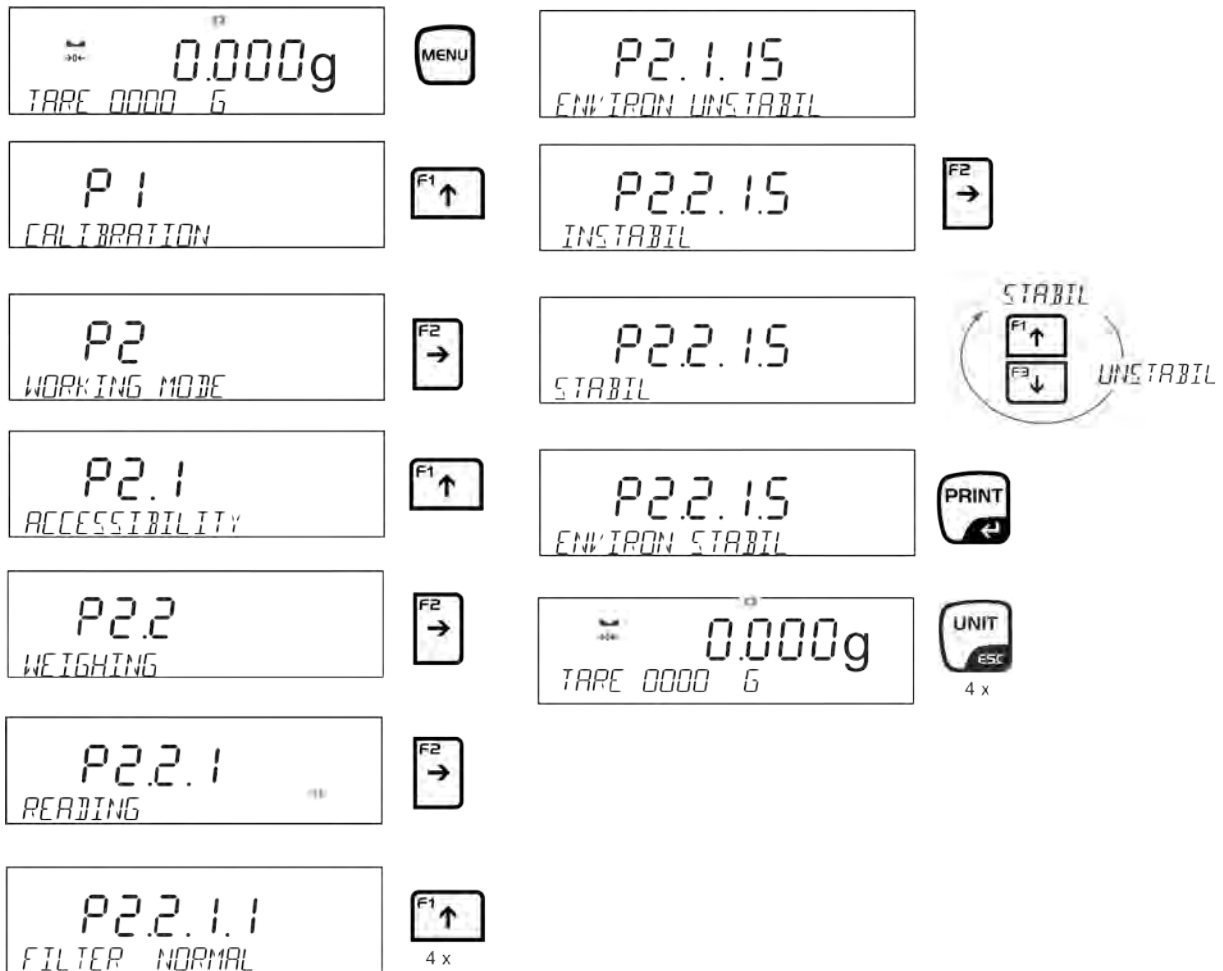 0.000g
TARE 0000 G
MENU
P1
CALIBRATION
F1
P2
WORKING MODE
F2
P2.1
ACCESSIBILITY
F1
P2.2
WEIGHING
F2
P2.2.1
READING
F2
P2.2.1.1
FILTER NORMAL
F1
4 x
P2.1.15
ENVIRON UNSTABIL
P2.2.1.5
INSTABIL
F2
P2.2.1.5
STABIL
STABIL
F1
F3
UNSTABIL
P2.2.1.5
ENVIRON STABIL
PRINT
0.000g
TARE 0000 G
UNIT
ESC
4 x